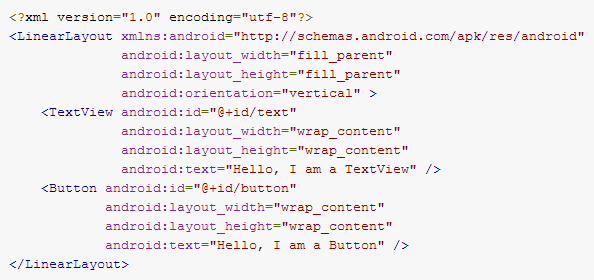 <?xml version="1.0" encoding="utf-8"?>
<LinearLayout xmlns:android="http://schemas.android.com/apk/res/android"
              android:layout_width="fill_parent"
              android:layout_height="fill_parent"
              android:orientation="vertical" >
    <TextView android:id="@+id/text"
              android:layout_width="wrap_content"
              android:layout_height="wrap_content"
              android:text="Hello, I am a TextView" />
    <Button android:id="@+id/button"
            android:layout_width="wrap_content"
            android:layout_height="wrap_content"
            android:text="Hello, I am a Button" />
</LinearLayout>